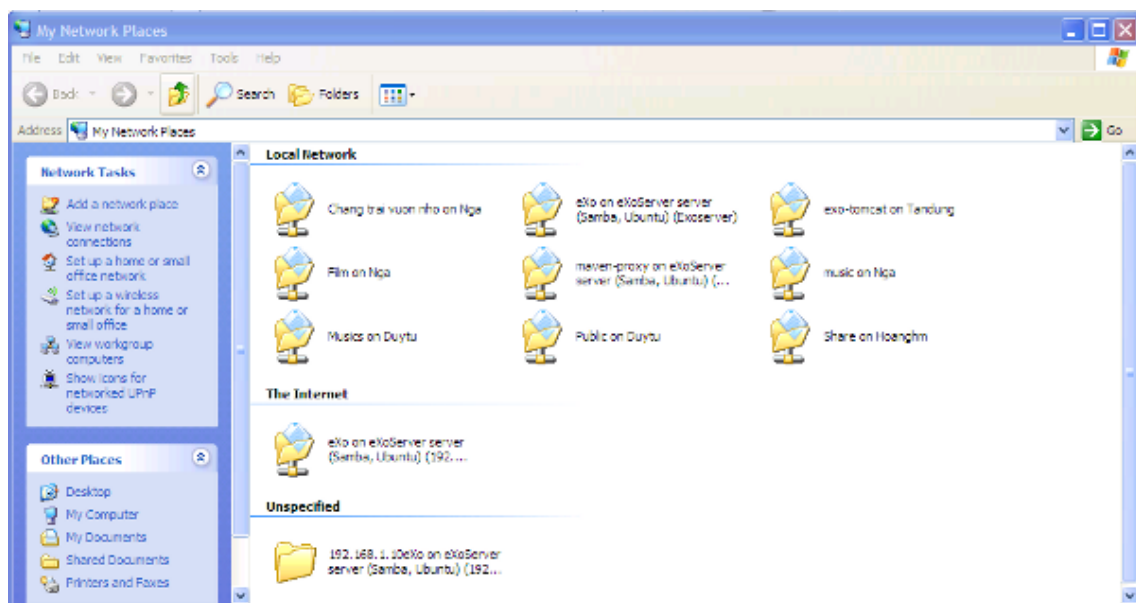 My Network Places
File Edit View Favorites Tools Help
Back Search Folders
Address My Network Places Go
Network Tasks
Add a network place
View network
connections
Set up a home or small
office network
Set up a wireless
network for a home or
small office
View workgroup
computers
Show icons for
networked UPnP
devices
Other Places
Desktop
My Computer
My Documents
Shared Documents
Printers and Faxes
Local Network
Chang trai vuon nho on Nga
eXo on eXoServer server
(Samba, Ubuntu) (Exoserver)
exo-tomcat on Tandung
Film on Nga
maven-proxy on eXoServer
server (Samba, Ubuntu) (...
music on Nga
Musics on Duytu
Public on Duytu
Share on Hoanghm
The Internet
eXo on eXoServer server
(Samba, Ubuntu) (192....
Unspecified
192.168.1.10eXo on eXoServer
server (Samba, Ubuntu) (192...